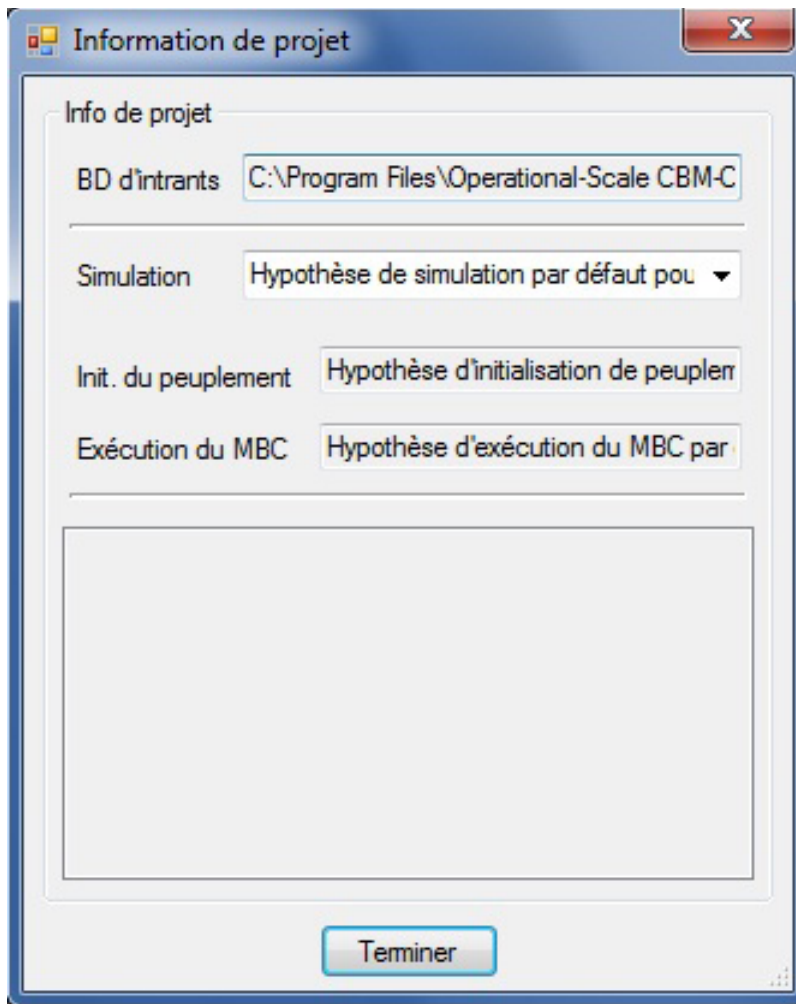 Information de projet
Info de projet
BD d'intrants C:\Program Files\Operational-Scale CBM-C
Simulation Hypothèse de simulation par défaut pou
Init. du peuplement Hypothèse d'initialisation de peuplem
Exécution du MBC Hypothèse d'exécution du MBC par
Terminer